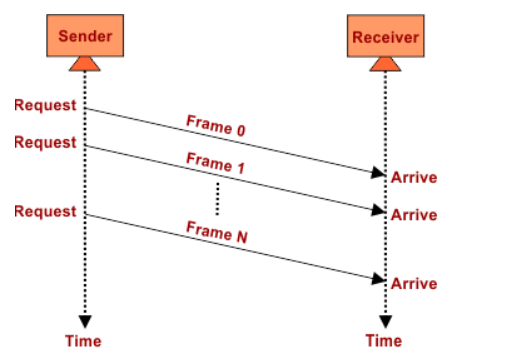 Sender
Receiver
Request
Frame 0
Request
Frame 1
Arrive
Request
Arrive
Frame N
Arrive
Time
Time